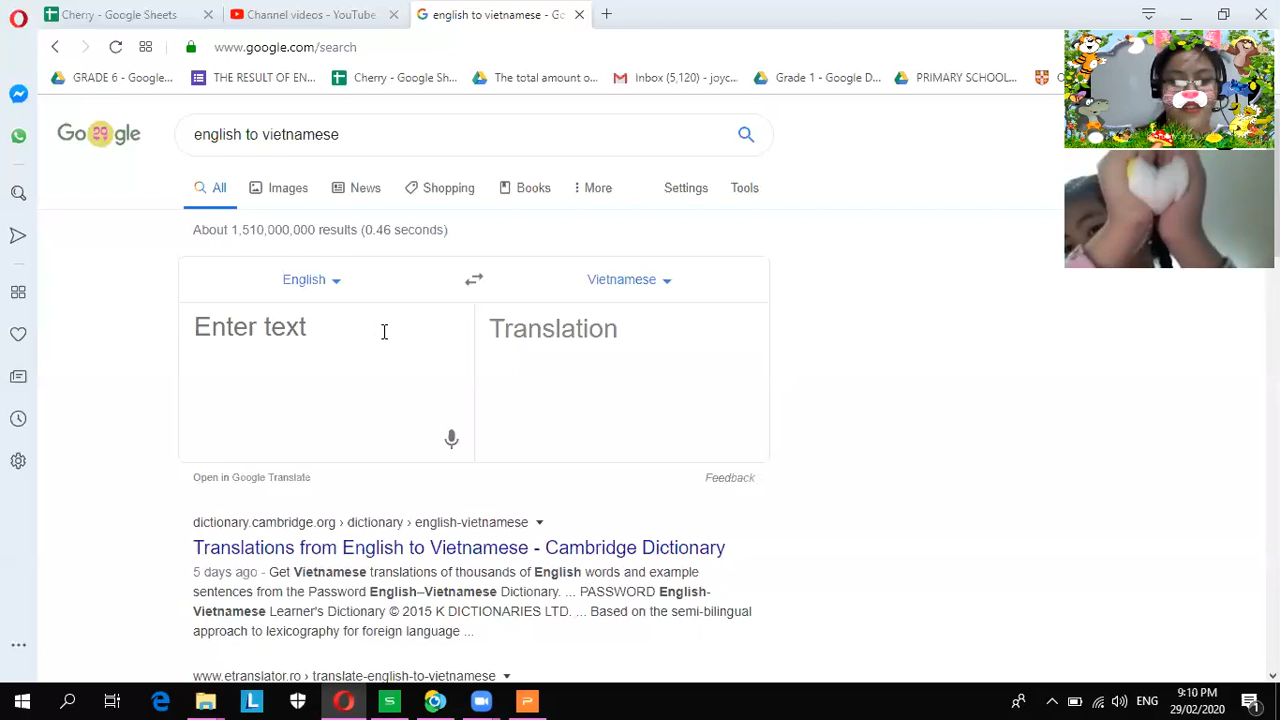 Cherry - Google Sheets
Channel videos - YouTube
english to vietnamese - Go
www.google.com/search
GRADE 6 - Google...
THE RESULT OF EN...
Cherry - Google Sh...
The total amount o...
Inbox (5,120) - joyc...
Grade 1 - Google D...
PRIMARY SCHOOL...
Go29gle
english to vietnamese
All
Images
News
Shopping
Books
More
Settings
Tools
About 1,510,000,000 results (0.46 seconds)
English
Vietnamese
Enter text
Translation
Open in Google Translate
Feedback
dictionary.cambridge.org › dictionary › english-vietnamese
Translations from English to Vietnamese - Cambridge Dictionary
5 days ago - Get Vietnamese translations of thousands of English words and example
sentences from the Password English–Vietnamese Dictionary. ... PASSWORD English-
Vietnamese Learner's Dictionary © 2015 K DICTIONARIES LTD. ... Based on the semi-bilingual
approach to lexicography for foreign language ...
www.etranslator.ro › translate-english-to-vietnamese
ENG
9:10 PM
29/02/2020